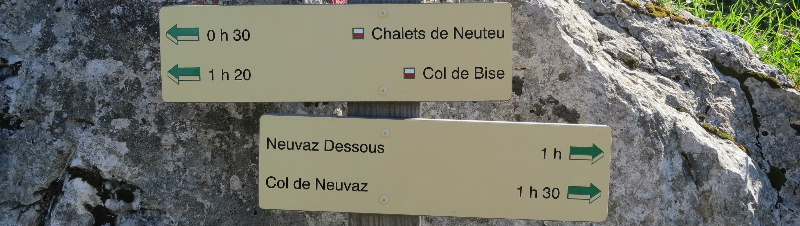 0 h 30 Chalets de Neuteu
1 h 20 Col de Bise
Neuvaz Dessous 1 h
Col de Neuvaz 1 h 30